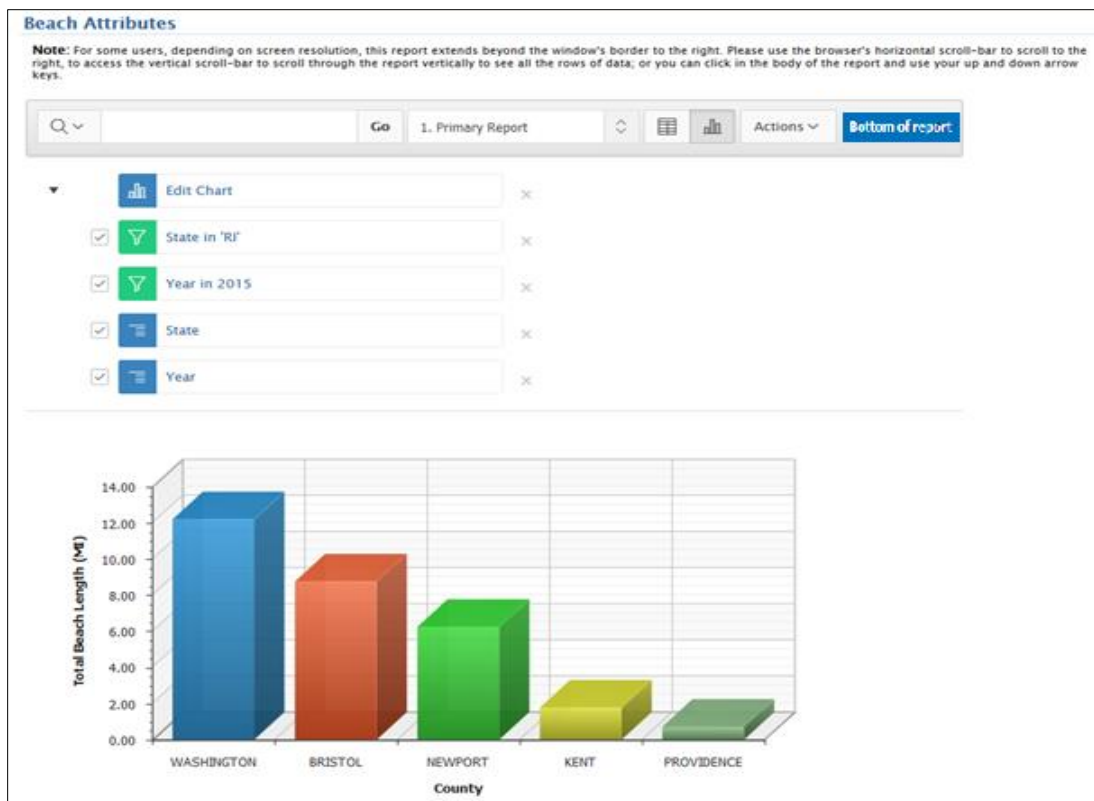 Beach Attributes
Note: For some users, depending on screen resolution, this report extends beyond the window's border to the right. Please use the browser's horizontal scroll-bar to scroll to the
right, to access the vertical scroll-bar to scroll through the report vertically to see all the rows of data; or you can click in the body of the report and use your up and down arrow
keys.
Go 1. Primary Report Actions Bottom of report
Edit Chart
State in 'RI'
Year in 2015
State
Year
14.00
12.00
10.00
8.00
6.00
4.00
2.00
0.00
Total Beach Length (MI)
WASHINGTON BRISTOL NEWPORT KENT PROVIDENCE
County